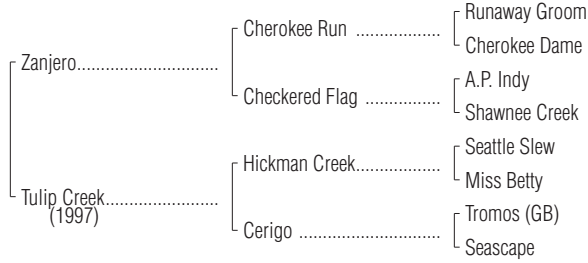 Runaway Groom
Cherokee Run ..................
Cherokee Dame
Zanjero..............................
A.P. Indy
Checkered Flag ................
Shawnee Creek
Seattle Slew
Hickman Creek..................
Miss Betty
Tulip Creek........................
(1997)
Tromos (GB)
Cerigo ..............................
Seascape